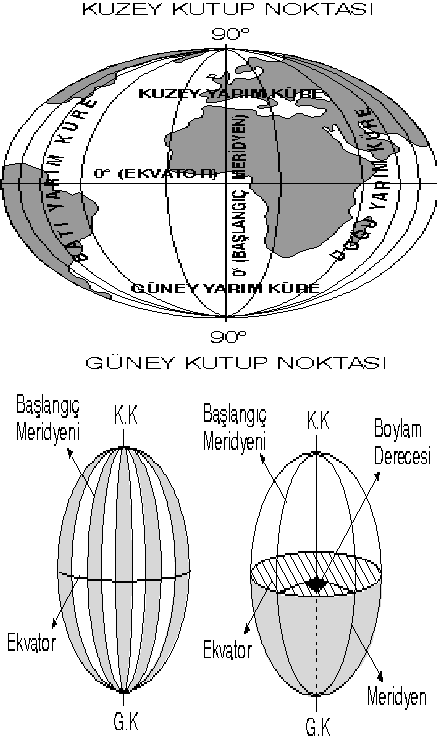 KUZEY KUTUP NOKTASI
90°
KUZEY YARIM KÜRE
BATI YARIM KÜRE
0° (EKVATOR)
0° (BAŞLANGIÇ MERİDYEN)
DOĞU YARIM KÜRE
GÜNEY YARIM KÜRE
90°
GÜNEY KUTUP NOKTASI
Başlangıç
Meridyeni
K.K
Ekvator
G.K
Başlangıç
Meridyeni
K.K
Boylam
Derecesi
Ekvator
Meridyen
G.K